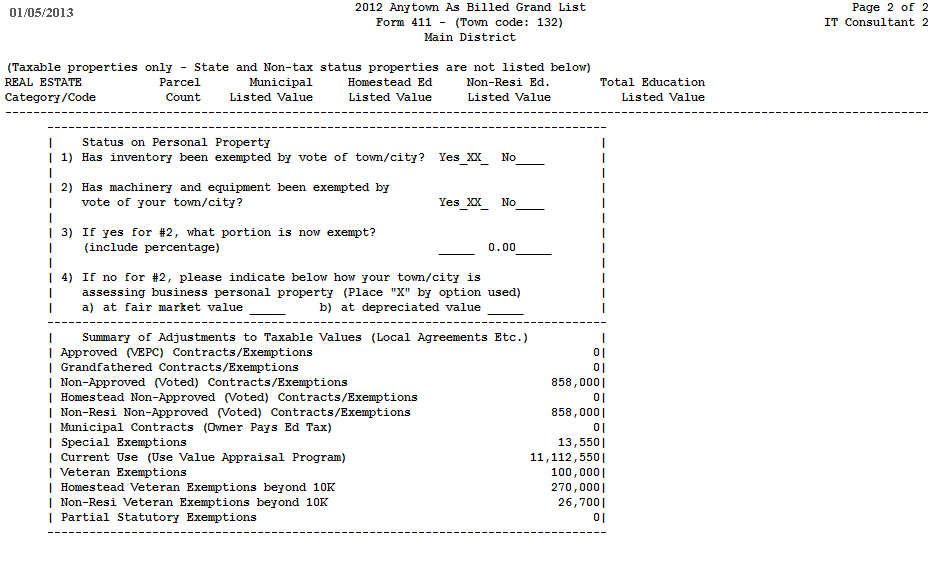 01/05/2013 2012 Anytown As Billed Grand List Page 2 of 2
Form 411 - (Town code: 132) IT Consultant 2
Main District
(Taxable properties only - State and Non-tax status properties are not listed below)
REAL ESTATE Parcel Municipal Homestead Ed Non-Resi Ed. Total Education
Category/Code Count Listed Value Listed Value Listed Value Listed Value
Status on Personal Property
1) Has inventory been exempted by vote of town/city? Yes_XX_ No____
2) Has machinery and equipment been exempted by
vote of your town/city? Yes_XX_ No____
3) If yes for #2, what portion is now exempt?
(include percentage) _____ 0.00_____
4) If no for #2, please indicate below how your town/city is
assessing business personal property (Place "X" by option used)
a) at fair market value _____ b) at depreciated value _____
Summary of Adjustments to Taxable Values (Local Agreements Etc.)
Approved (VEPC) Contracts/Exemptions 0
Grandfathered Contracts/Exemptions 0
Non-Approved (Voted) Contracts/Exemptions 858,000
Homestead Non-Approved (Voted) Contracts/Exemptions 0
Non-Resi Non-Approved (Voted) Contracts/Exemptions 858,000
Municipal Contracts (Owner Pays Ed Tax) 0
Special Exemptions 13,550
Current Use (Use Value Appraisal Program) 11,112,550
Veteran Exemptions 100,000
Homestead Veteran Exemptions beyond 10K 270,000
Non-Resi Veteran Exemptions beyond 10K 26,700
Partial Statutory Exemptions 0